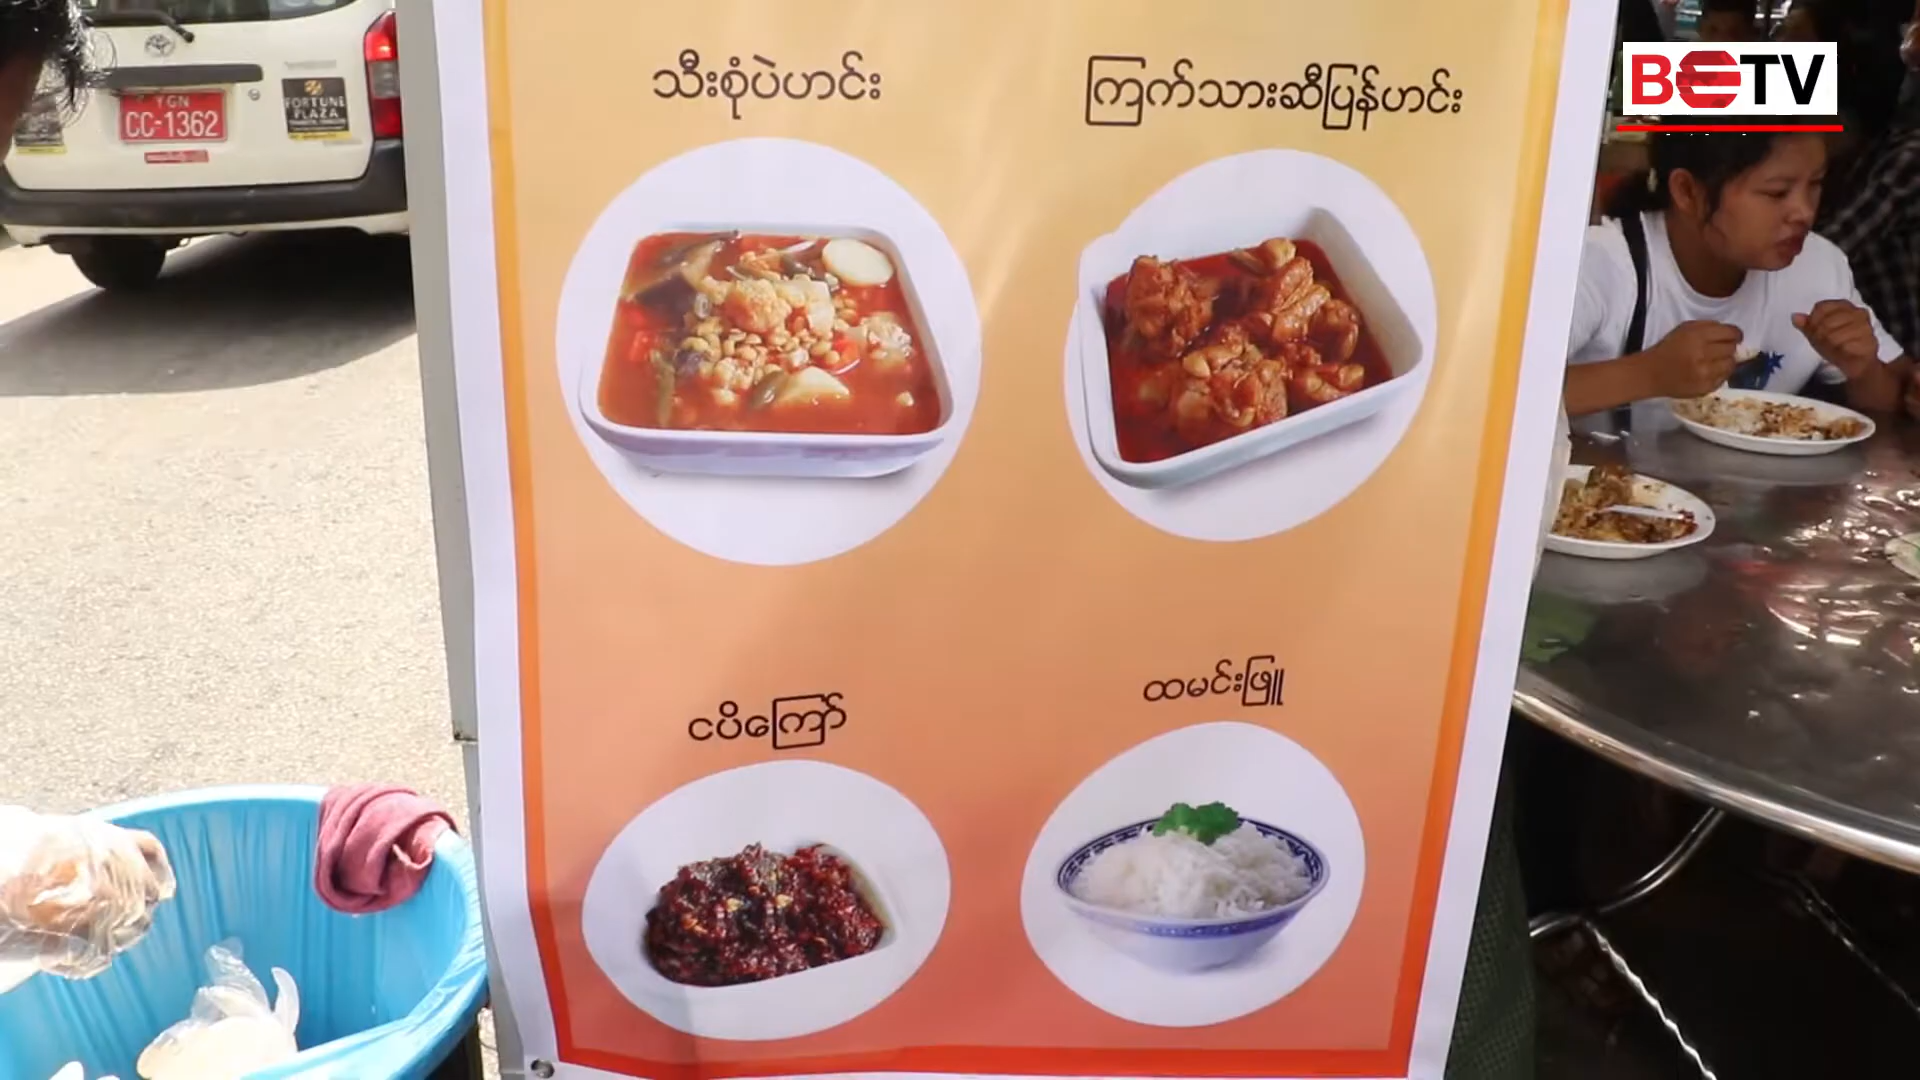 YGN
CC-1362
FORTUNE
PLAZA
သီးစုံပဲဟင်း
ကြက်သားဆီပြန်ဟင်း
BETV
ငပိကြော်
ထမင်းဖြူ